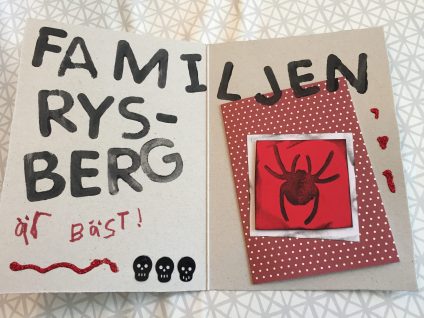 FAMILJEN
RYS-
BERG
är BÄST!